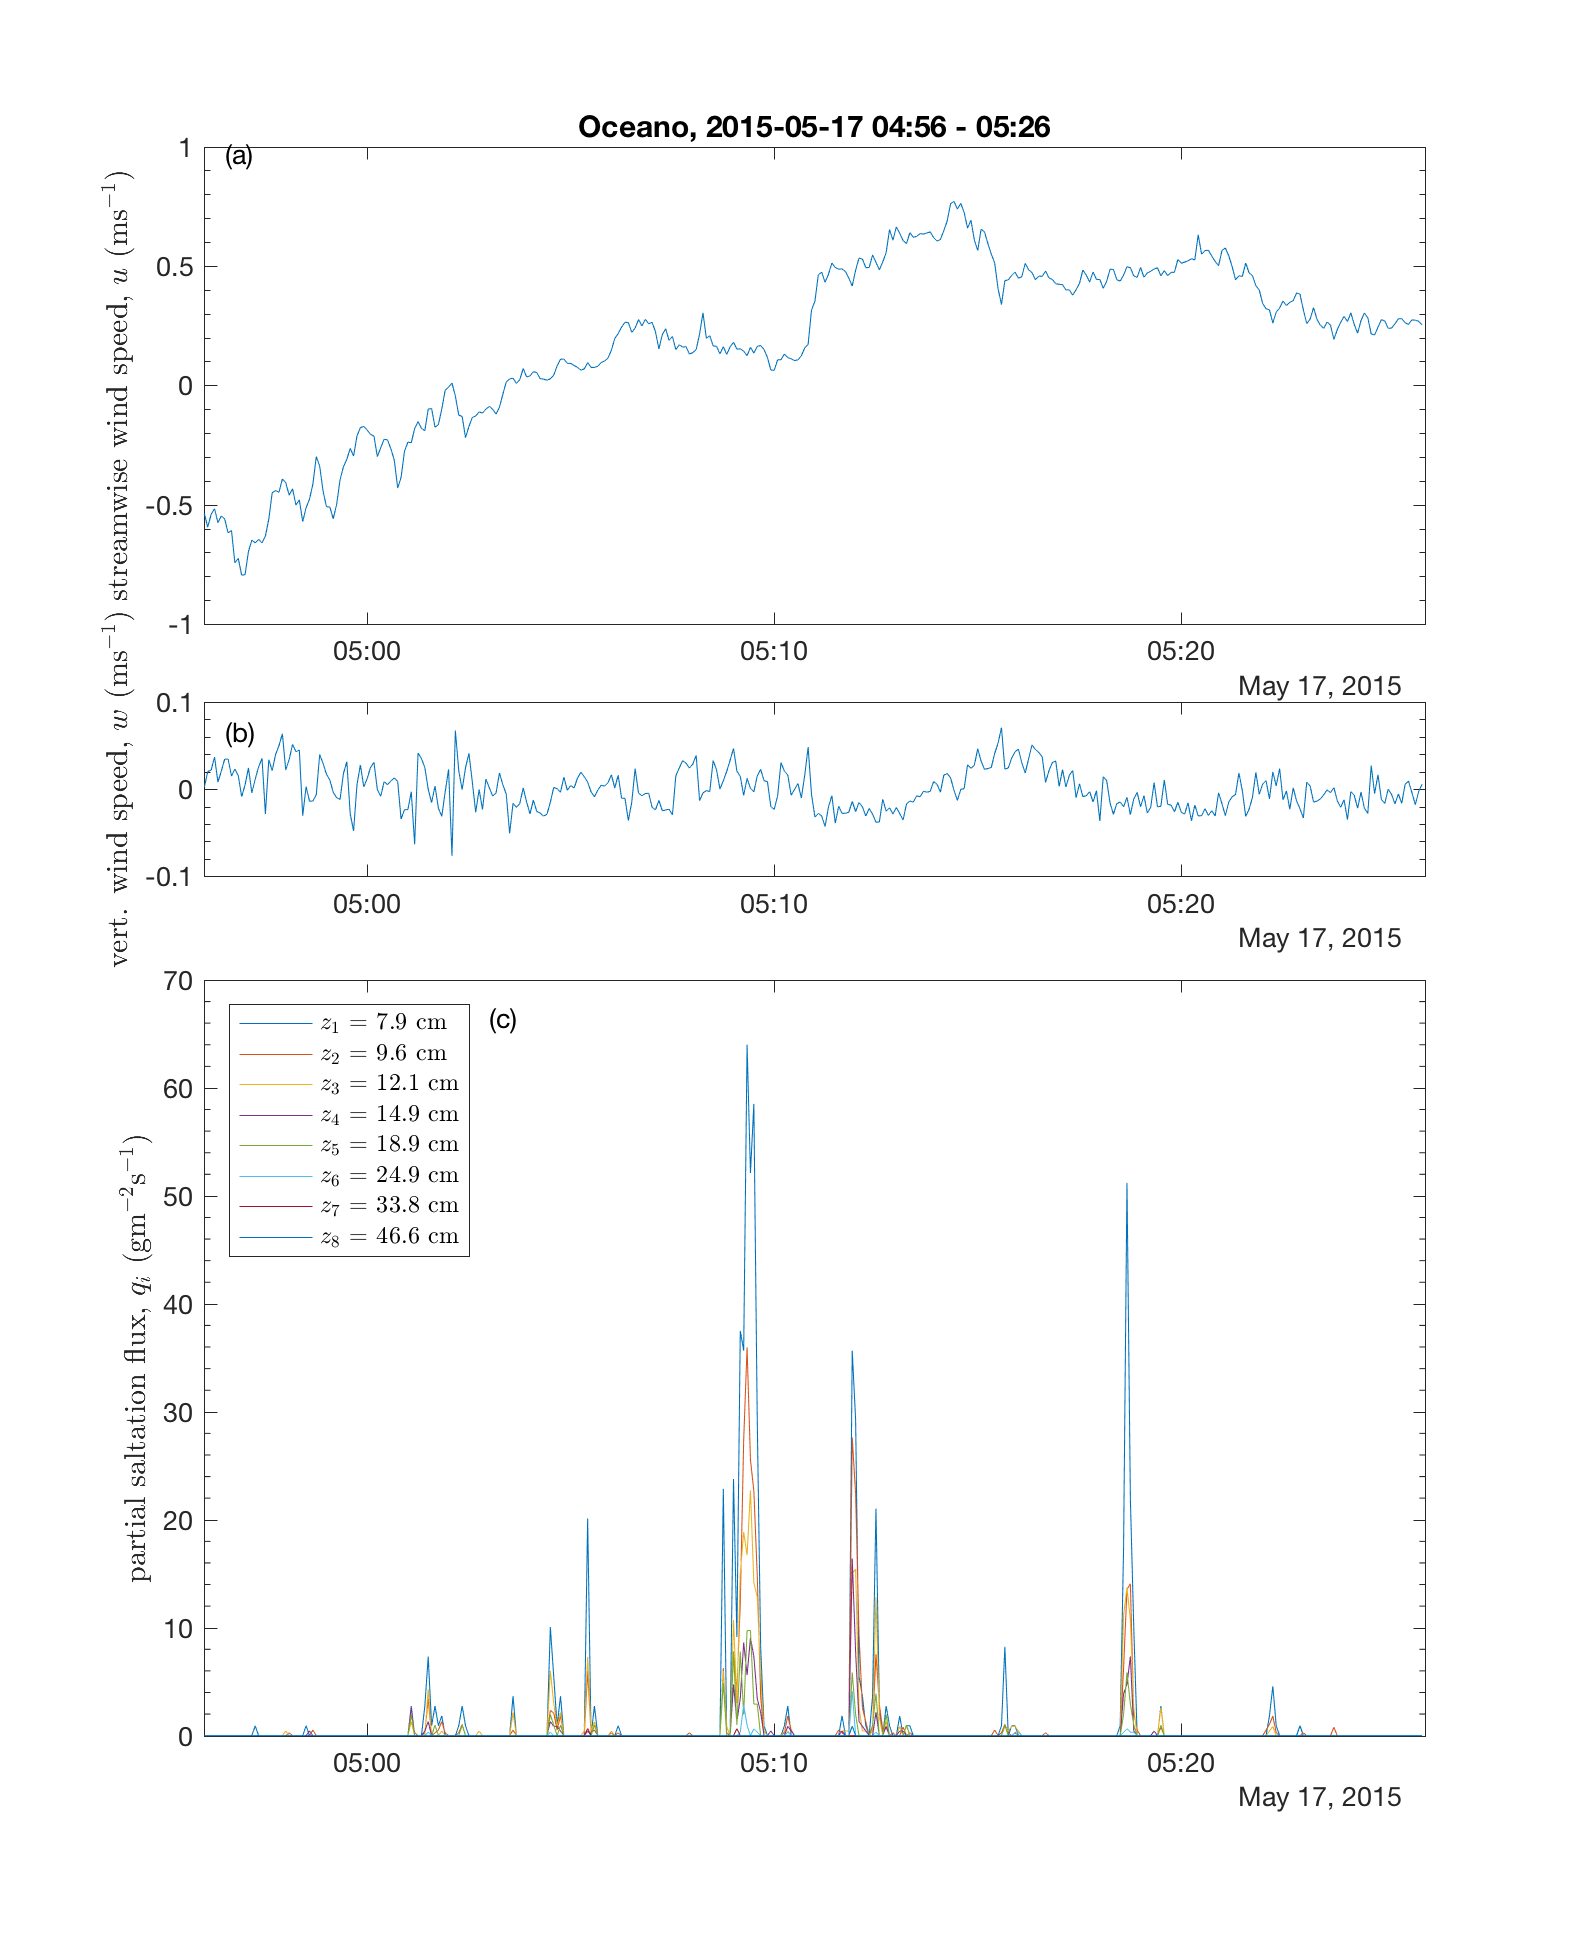 Oceano, 2015-05-17 04:56 - 05:26
(a)
streamwise wind speed, u (ms⁻¹)
1
0.5
0
-0.5
-1
05:00 05:10 05:20
May 17, 2015
(b)
vert. wind speed, w (ms⁻¹)
0.1
0
-0.1
05:00 05:10 05:20
May 17, 2015
(c)
partial saltation flux, qᵢ (gm⁻²s⁻¹)
70
60
50
40
30
20
10
0
z₁ = 7.9 cm
z₂ = 9.6 cm
z₃ = 12.1 cm
z₄ = 14.9 cm
z₅ = 18.9 cm
z₆ = 24.9 cm
z₇ = 33.8 cm
z₈ = 46.6 cm
05:00 05:10 05:20
May 17, 2015